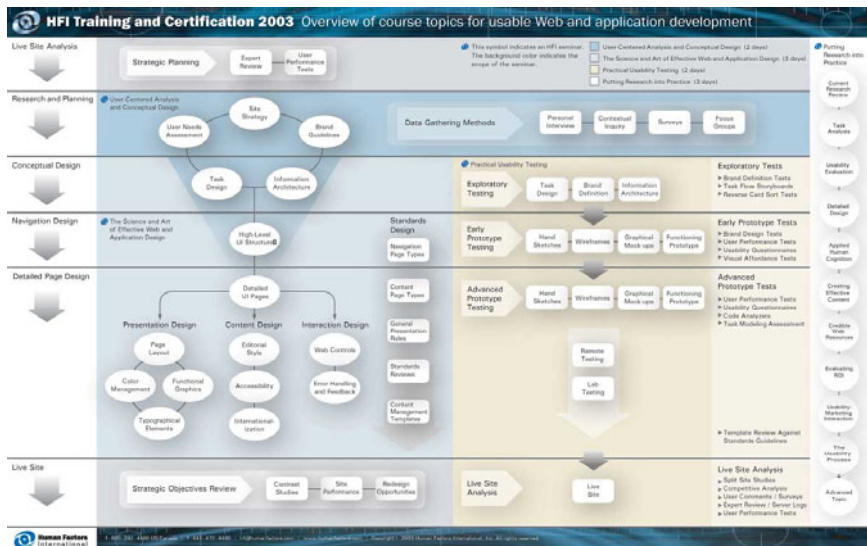 HFI Training and Certification 2003 Overview of course topics for usable Web and application development
Live Site Analysis
Strategic Planning
Expert
Review
User
Performance
Tests
This symbol indicates an HFI seminar.
The background color indicates the
scope of the seminar.
User-Centered Analysis and Conceptual Design (2 days)
The Science and Art of Effective Web and Application Design (3 days)
Practical Usability Testing (2 days)
Putting Research into Practice (3 days)
Putting
Research into
Practice
Research and Planning
User-Centered Analysis
and Conceptual Design
Site
Strategy
User Needs
Assessment
Brand
Guidelines
Data Gathering Methods
Personal
Interview
Contextual
Inquiry
Surveys
Focus
Groups
Conceptual Design
Task
Design
Information
Architecture
Practical Usability Testing
Exploratory
Testing
Task
Design
Brand
Definition
Information
Architecture
Exploratory Tests
Brand Definition Tests
Task Flow Storyboards
Reverse Card Sort Tests
Navigation Design
The Science and Art
of Effective Web and
Application Design
High-Level
UI Structure
Standards
Design
Navigation
Page Types
Early
Prototype
Testing
Hand
Sketches
Wireframes
Graphical
Mock-ups
Functioning
Prototype
Early Prototype Tests
Brand Design Tests
User Performance Tests
Usability Questionnaires
Visual Affordance Tests
Detailed Page Design
Detailed
UI Pages
Presentation Design
Page
Layout
Color
Management
Functional
Graphics
Typographical
Elements
Content Design
Editorial
Style
Accessibility
International-
ization
Interaction Design
Web Controls
Error Handling
and Feedback
Content
Page Types
General
Presentation
Rules
Standards
Reviews
Content
Management
Templates
Advanced
Prototype
Testing
Hand
Sketches
Wireframes
Graphical
Mock-ups
Functioning
Prototype
Remote
Testing
Lab
Testing
Advanced
Prototype Tests
User Performance Tests
Usability Questionnaires
Code Analyzers
Task Modeling Assessment
Template Review Against
Standards Guidelines
Live Site
Strategic Objectives Review
Contrast
Studies
Site
Performance
Redesign
Opportunities
Live Site
Analysis
Live
Site
Live Site Analysis
Split Site Studies
Competitive Analysis
User Comments / Surveys
Expert Review / Server Logs
User Performance Tests
Current
Research
Review
Task
Analysis
Usability
Evaluation
Detailed
Design
Applied
Human
Cognition
Creating
Effective
Content
Credible
Web
Resources
Evaluating
ROI
Usability-
Marketing
Interaction
The
Usability
Process
Advanced
Topic
Human Factors
International